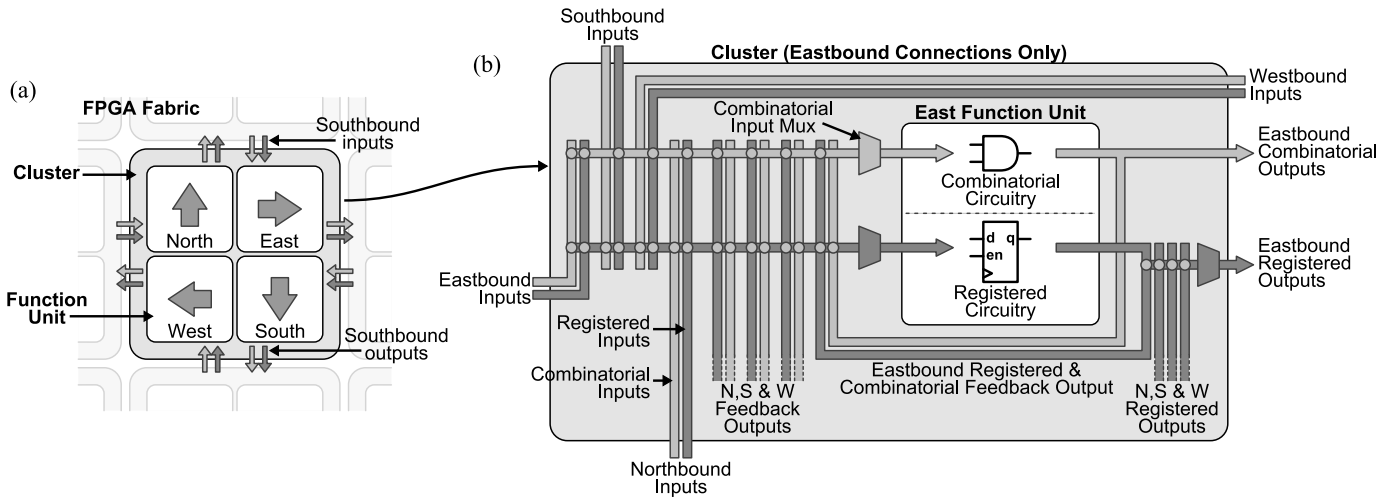 (a)
FPGA Fabric
Southbound
inputs
Cluster
North
East
Function
Unit
West
South
Southbound
outputs
(b)
Southbound
Inputs
Cluster (Eastbound Connections Only)
Westbound
Inputs
Combinatorial
Input Mux
East Function Unit
Combinatorial
Circuitry
Eastbound
Combinatorial
Outputs
d q
en
Registered
Circuitry
Eastbound
Registered
Outputs
Eastbound
Inputs
Registered
Inputs
Combinatorial
Inputs
N,S & W
Feedback
Outputs
Eastbound Registered &
Combinatorial Feedback Output
N,S & W
Registered
Outputs
Northbound
Inputs